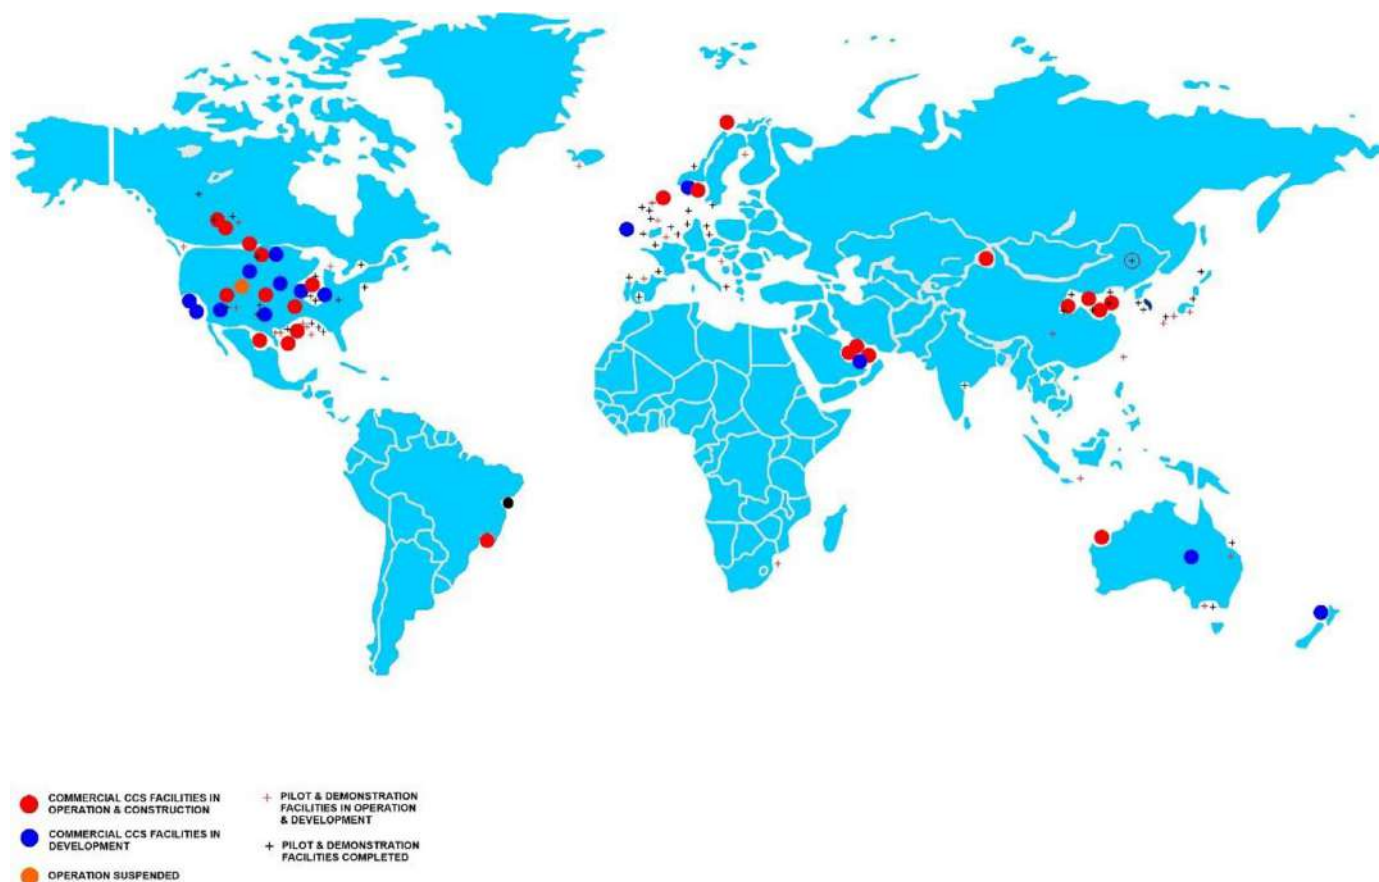 COMMERCIAL CCS FACILITIES IN
OPERATION & CONSTRUCTION
COMMERCIAL CCS FACILITIES IN
DEVELOPMENT
OPERATION SUSPENDED
PILOT & DEMONSTRATION
FACILITIES IN OPERATION
& DEVELOPMENT
PILOT & DEMONSTRATION
FACILITIES COMPLETED